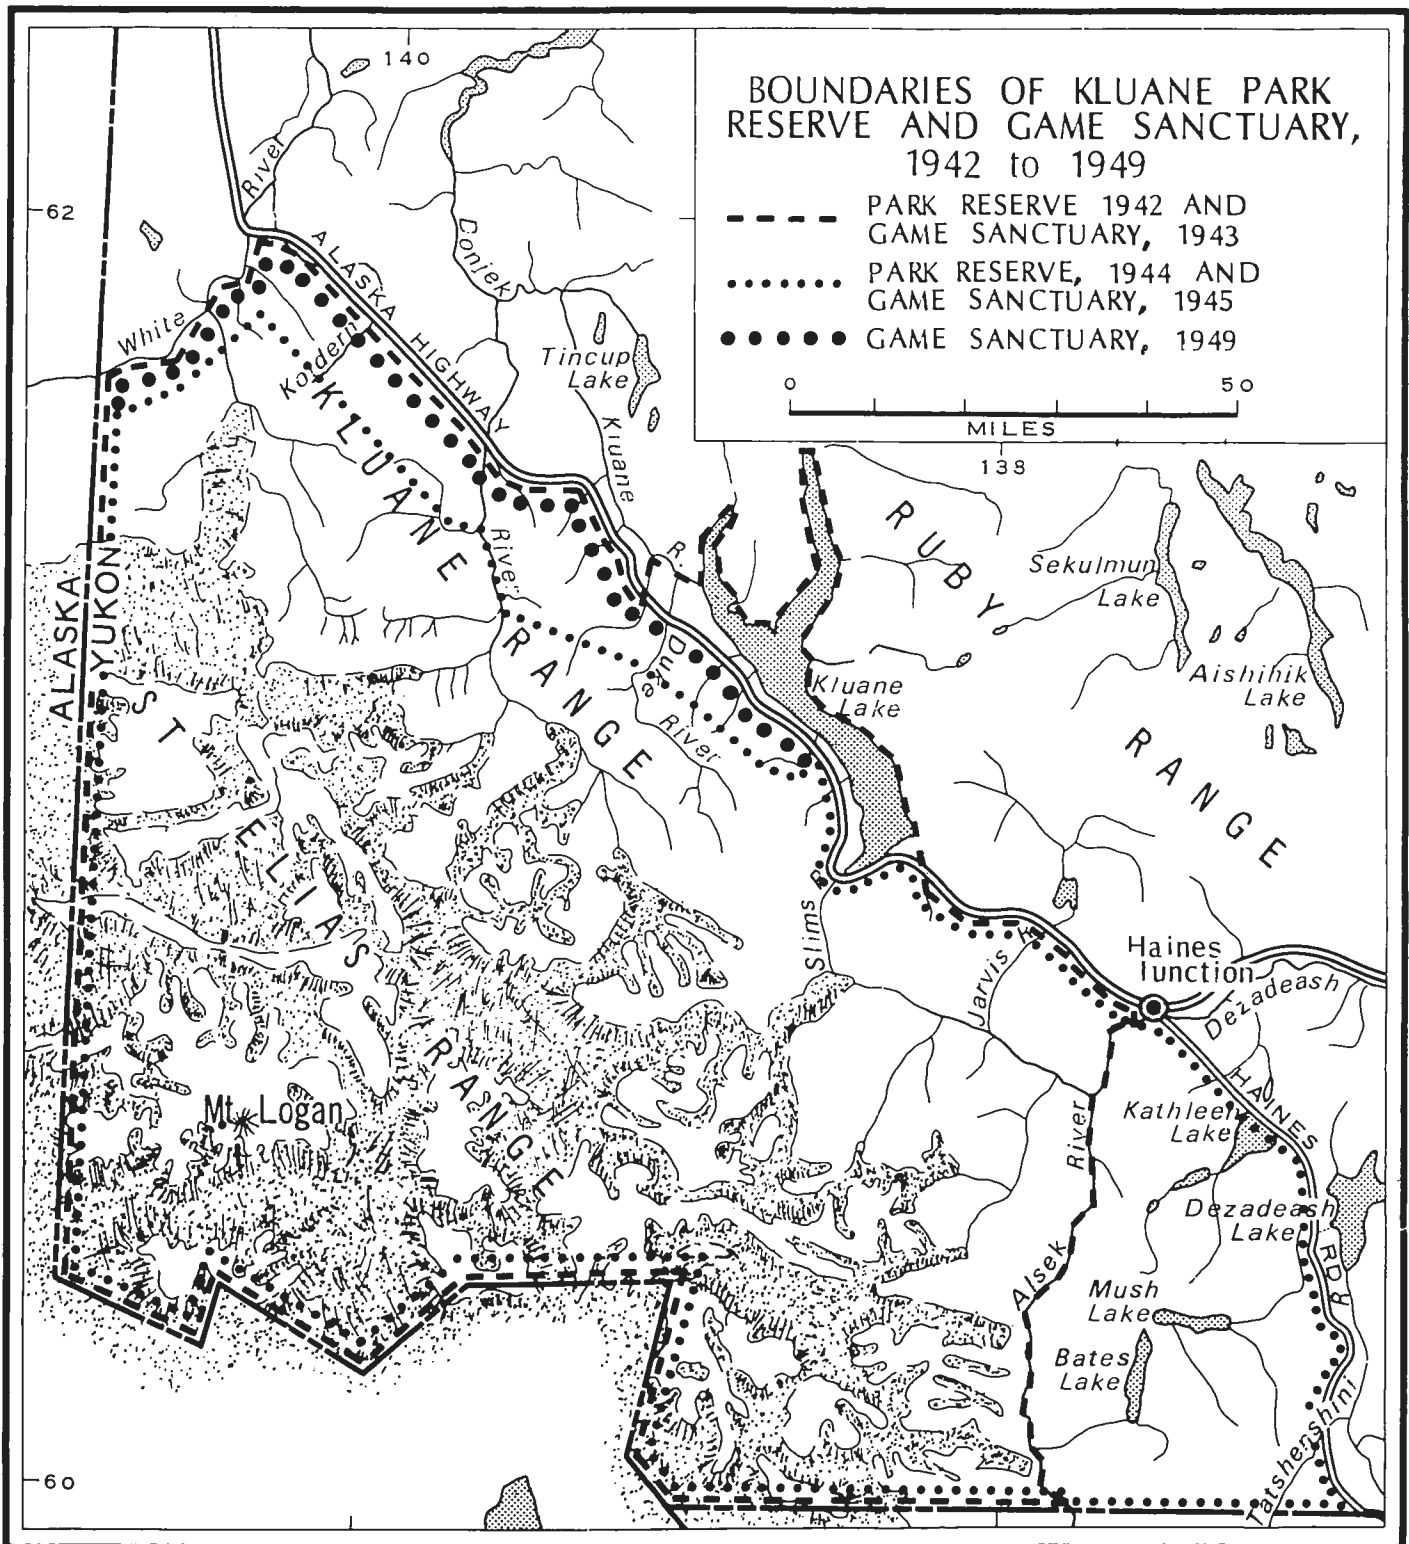 140
BOUNDARIES OF KLUANE PARK
RESERVE AND GAME SANCTUARY,
1942 to 1949
PARK RESERVE 1942 AND
GAME SANCTUARY, 1943
PARK RESERVE, 1944 AND
GAME SANCTUARY, 1945
GAME SANCTUARY, 1949
0 50
MILES
62
River
ALASKA HIGHWAY
Donjek
White
Koidern
Tincup
Lake
Kluane
R.
138
KLUANE
RANGE
River
RUBY
RANGE
Sekulmun
Lake
Aishihik
Lake
ALASKA
YUKON
Duke
River
Kluane
Lake
ST
ELIAS
RANGE
Slims
R
Jarvis
R
Haines
Junction
Dezadeash
Mt. Logan
HAINES
RD
Kathleen
Lake
River
Alsek
Dezadeash
Lake
Mush
Lake
Bates
Lake
Tatshenshini
R
60